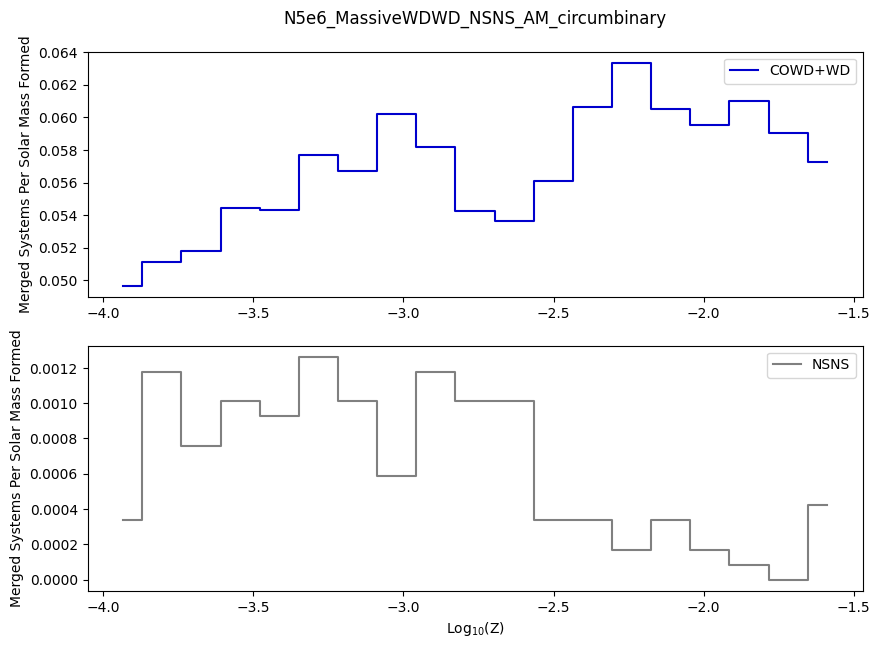 N5e6_MassiveWDWD_NSNS_AM_circumbinary
Merged Systems Per Solar Mass Formed
0.064
0.062
0.060
0.058
0.056
0.054
0.052
0.050
COWD+WD
−4.0 −3.5 −3.0 −2.5 −2.0 −1.5
Merged Systems Per Solar Mass Formed
0.0012
0.0010
0.0008
0.0006
0.0004
0.0002
0.0000
NSNS
−4.0 −3.5 −3.0 −2.5 −2.0 −1.5
Log₁₀(Z)